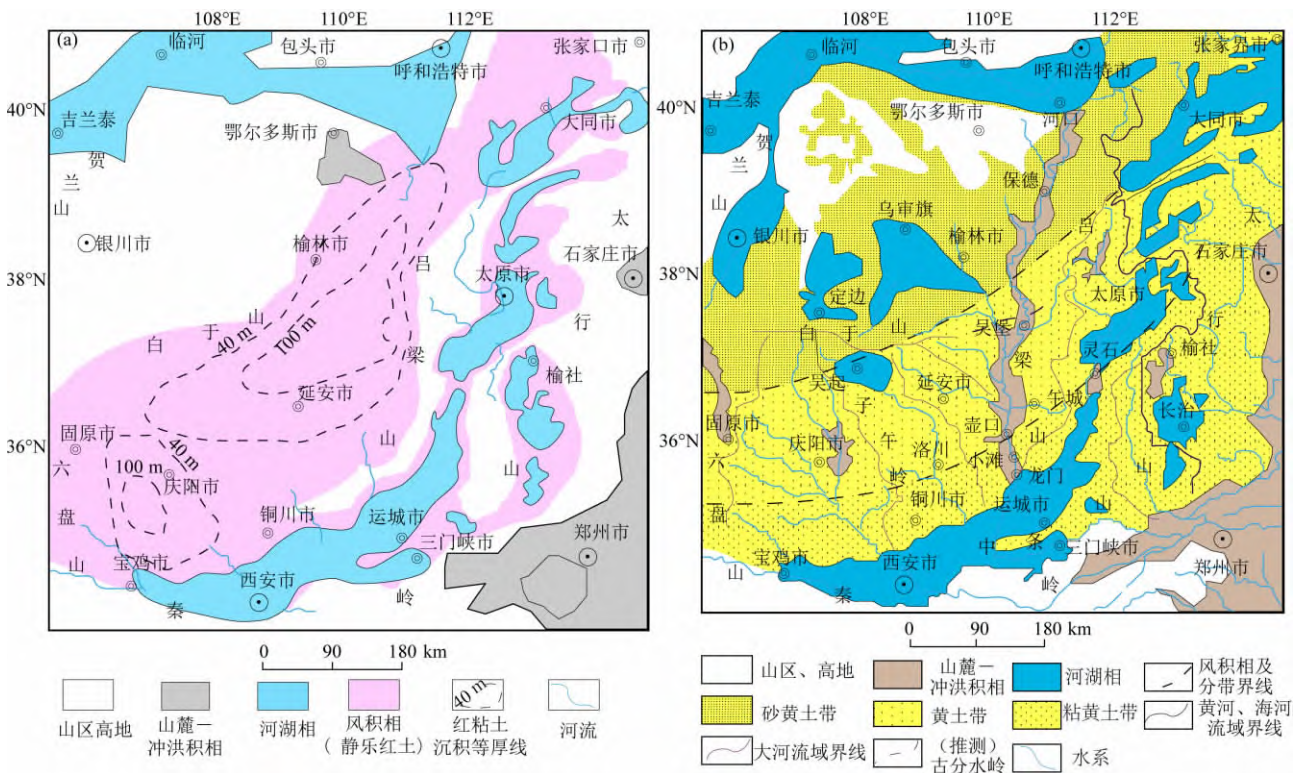 108°E 110°E 112°E
(a)
临河
包头市
呼和浩特市
张家口市
40°N
吉兰泰
贺兰山
鄂尔多斯市
大同市
银川市
榆林市
吕梁山
太行山
石家庄市
38°N
太原市
白于山
40 m
100 m
延安市
榆社
36°N
固原市
六盘山
40 m
100 m
庆阳市
铜川市
运城市
三门峡市
郑州市
宝鸡市
西安市
秦岭
0 90 180 km
山区高地
山麓—
冲洪积相
河湖相
风积相
(静乐红土)
40 m
红粘土
沉积等厚线
河流
108°E 110°E 112°E
(b)
临河
包头市
呼和浩特市
张家界市
40°N
吉兰泰
贺兰山
鄂尔多斯市
河口
大同市
保德
乌审旗
银川市
榆林市
吕梁山
太行山
石家庄市
38°N
定边
太原市
白于山
吴堡
灵石
榆社
吴起
延安市
子午岭
午城
长治
36°N
固原市
庆阳市
洛川
壶口
小滩
龙门
六盘山
铜川市
运城市
中条山
三门峡市
宝鸡市
西安市
郑州市
秦岭
0 90 180 km
山区、高地
山麓—
冲洪积相
河湖相
风积相及
分带界线
砂黄土带
黄土带
粘黄土带
黄河、海河
流域界线
大河流域界线
(推测)
古分水岭
水系